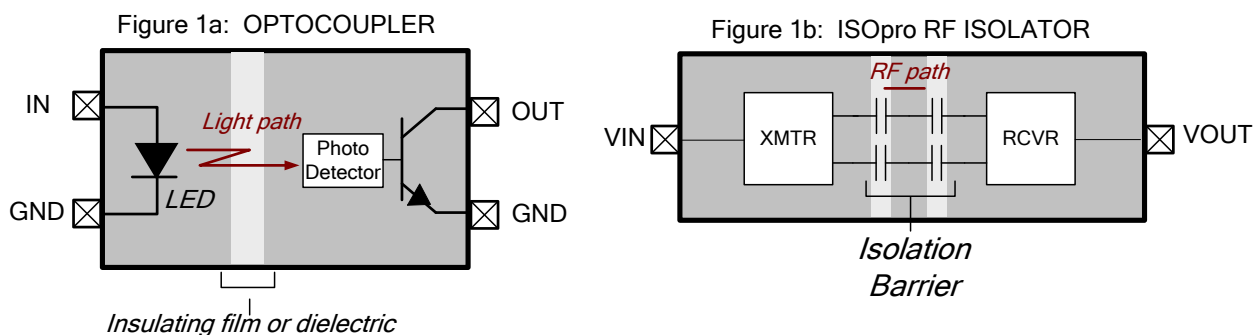 Figure 1a: OPTOCOUPLER
IN
GND
Light path
LED
Photo
Detector
OUT
GND
Insulating film or dielectric
Figure 1b: ISOpro RF ISOLATOR
RF path
VIN
XMTR
RCVR
VOUT
Isolation
Barrier